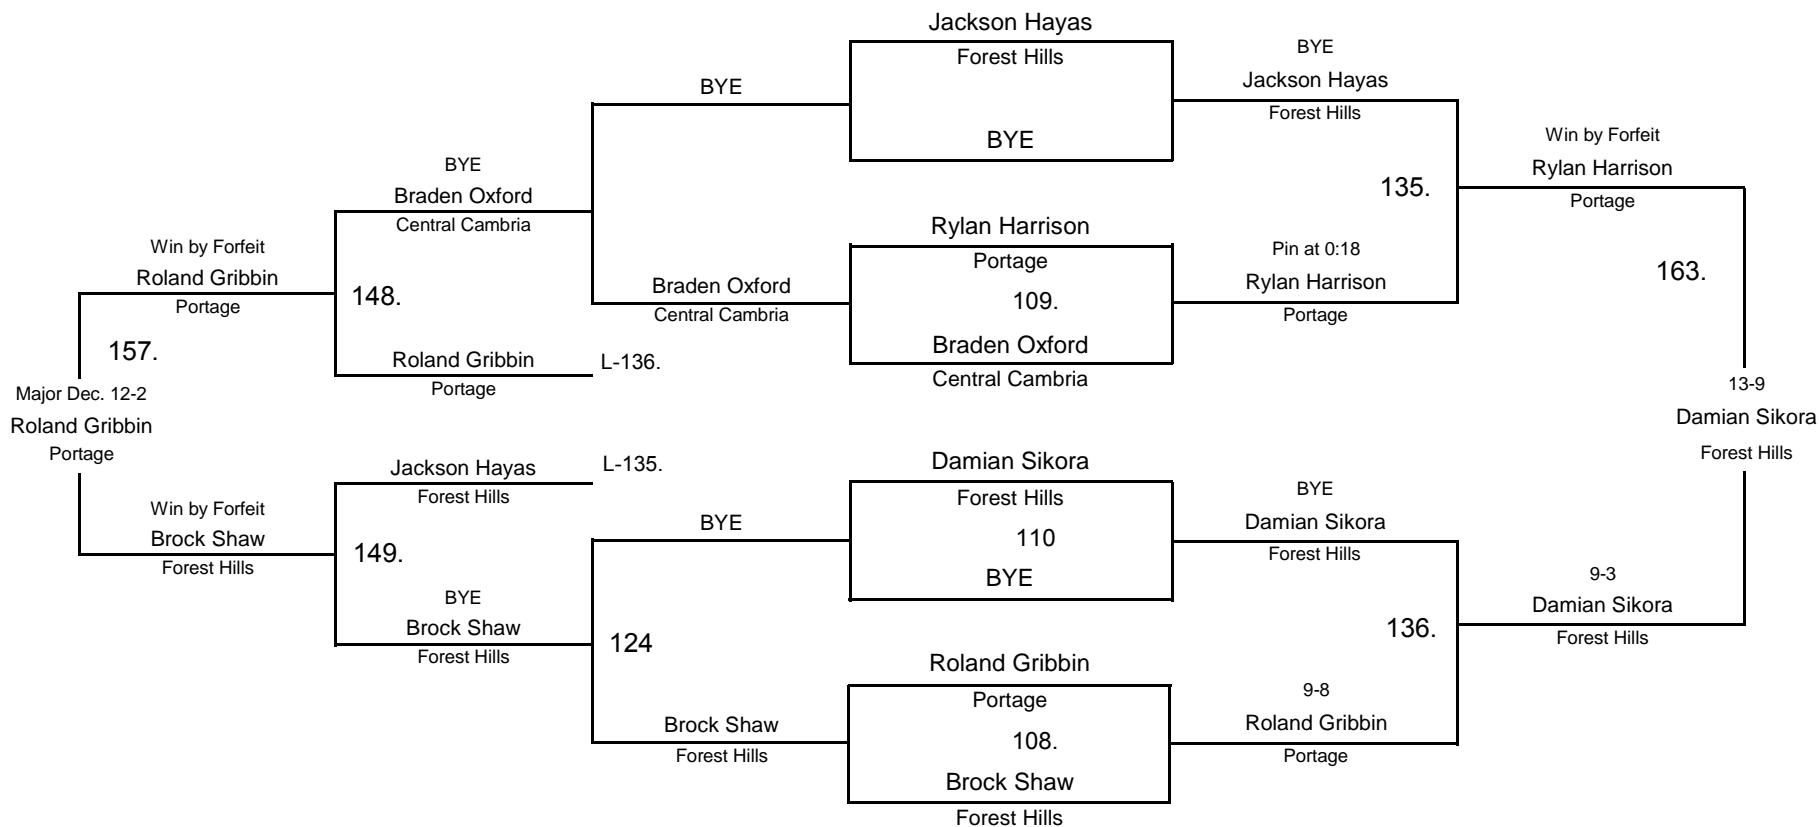 Jackson Hayas
Forest Hills
BYE
BYE
Jackson Hayas
Forest Hills
BYE
BYE
Win by Forfeit
Rylan Harrison
Portage
135.
BYE
Braden Oxford
Central Cambria
Rylan Harrison
Portage
109.
Braden Oxford
Central Cambria
Pin at 0:18
Rylan Harrison
Portage
163.
Win by Forfeit
Roland Gribbin
Portage
148.
Braden Oxford
Central Cambria
157.
Roland Gribbin
Portage
L-136.
Major Dec. 12-2
Roland Gribbin
Portage
13-9
Damian Sikora
Forest Hills
Jackson Hayas
Forest Hills
L-135.
Damian Sikora
Forest Hills
110
BYE
BYE
Damian Sikora
Forest Hills
Win by Forfeit
Brock Shaw
Forest Hills
149.
BYE
9-3
Damian Sikora
Forest Hills
BYE
Brock Shaw
Forest Hills
124
136.
Roland Gribbin
Portage
108.
Brock Shaw
Forest Hills
9-8
Roland Gribbin
Portage
Brock Shaw
Forest Hills